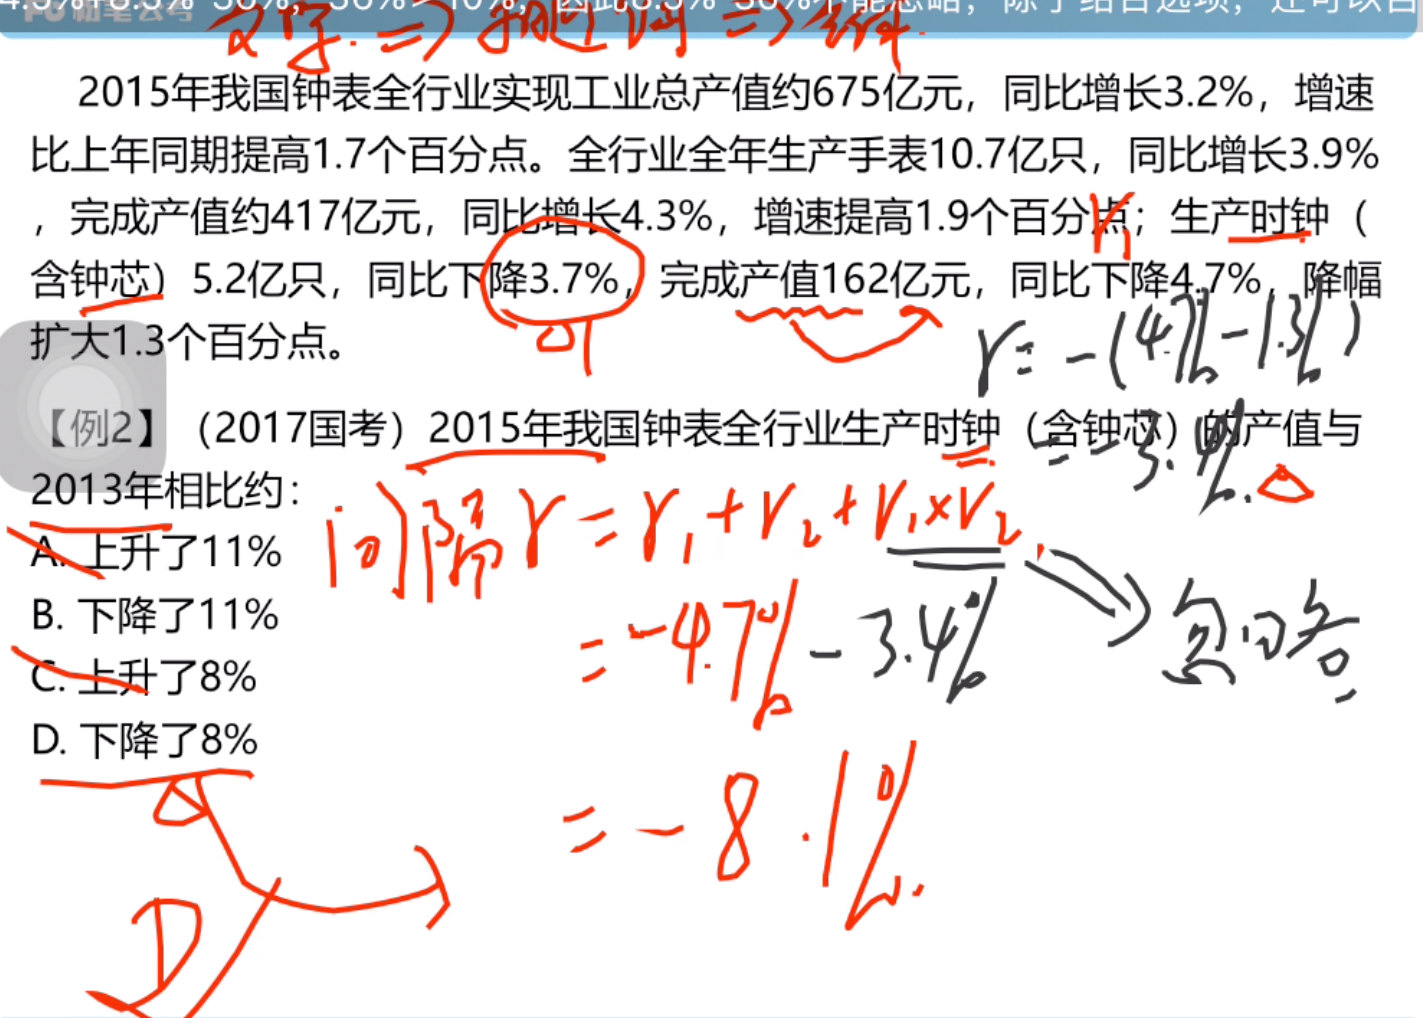 文字 ⇒
2015年我国钟表全行业实现工业总产值约675亿元，同比增长3.2%，增速
比上年同期提高1.7个百分点。全行业全年生产手表10.7亿只，同比增长3.9%
，完成产值约417亿元，同比增长4.3%，增速提高1.9个百分点；生产时钟（
r₁
含钟芯）5.2亿只，同比下降3.7%，完成产值162亿元，同比下降4.7%，降幅
扩大1.3个百分点。
r = -(4.7%-1.3%)
= -3.4%.
【例2】（2017国考）2015年我国钟表全行业生产时钟（含钟芯）的产值与
2013年相比约：
间隔 r = r₁ + r₂ + r₁×r₂.
忽略.
A. 上升了11%
B. 下降了11%
= -4.7% - 3.4%
C. 上升了8%
D. 下降了8%
= -8.1%.
D